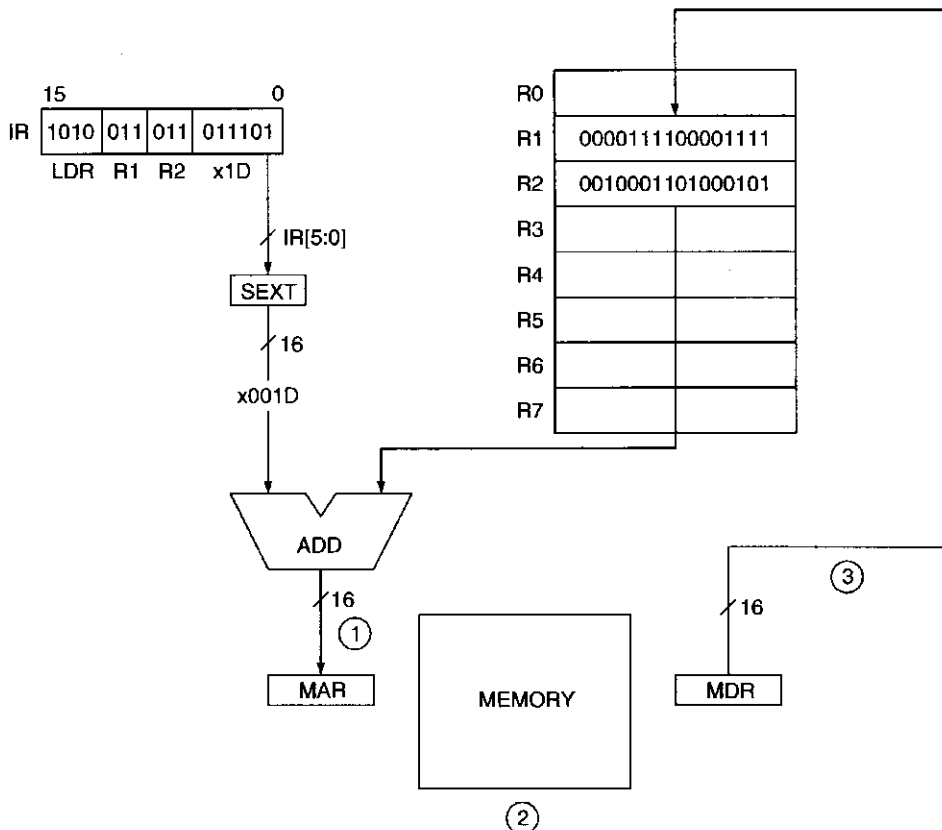 15 0
IR 1010 011 011 011101
LDR R1 R2 x1D
IR[5:0]
SEXT
16
x001D
ADD
16
1
MAR
R0
R1 0000111100001111
R2 0010001101000101
R3
R4
R5
R6
R7
MEMORY
2
3
16
MDR